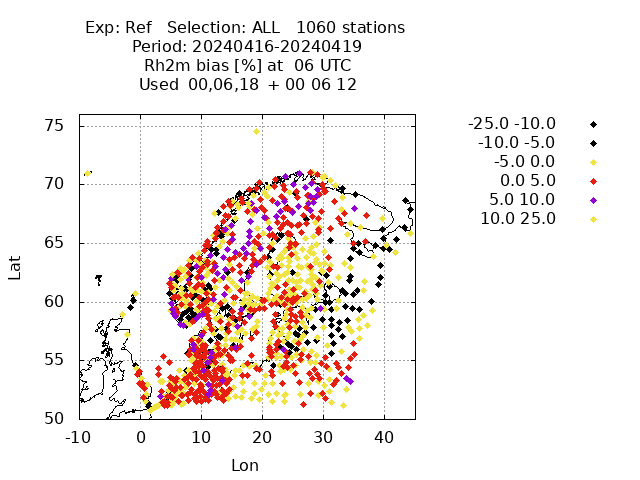 Exp: Ref   Selection: ALL   1060 stations
Period: 20240416-20240419
Rh2m bias [%] at  06 UTC
Used  00,06,18  + 00 06 12
-25.0 -10.0
-10.0 -5.0
-5.0 0.0
0.0 5.0
5.0 10.0
10.0 25.0
75
70
65
60
55
50
Lat
-10 0 10 20 30 40
Lon